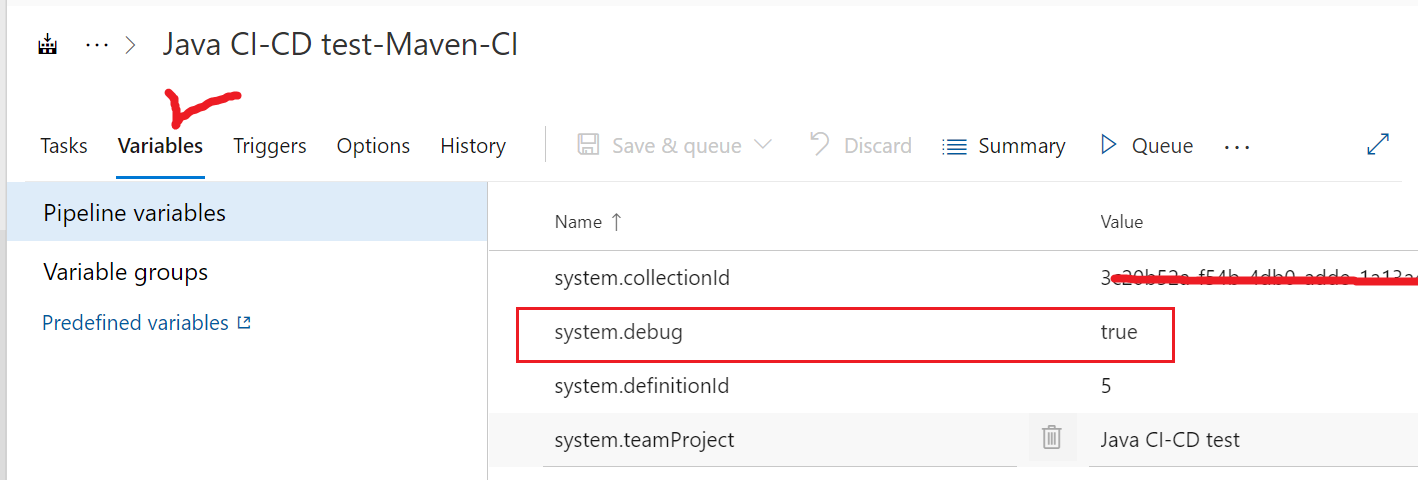 ... > Java CI-CD test-Maven-CI
Tasks Variables Triggers Options History Save & queue Discard Summary Queue ...
Pipeline variables
Variable groups
Predefined variables
Name ↑ Value
system.collectionId
system.debug true
system.definitionId 5
system.teamProject Java CI-CD test